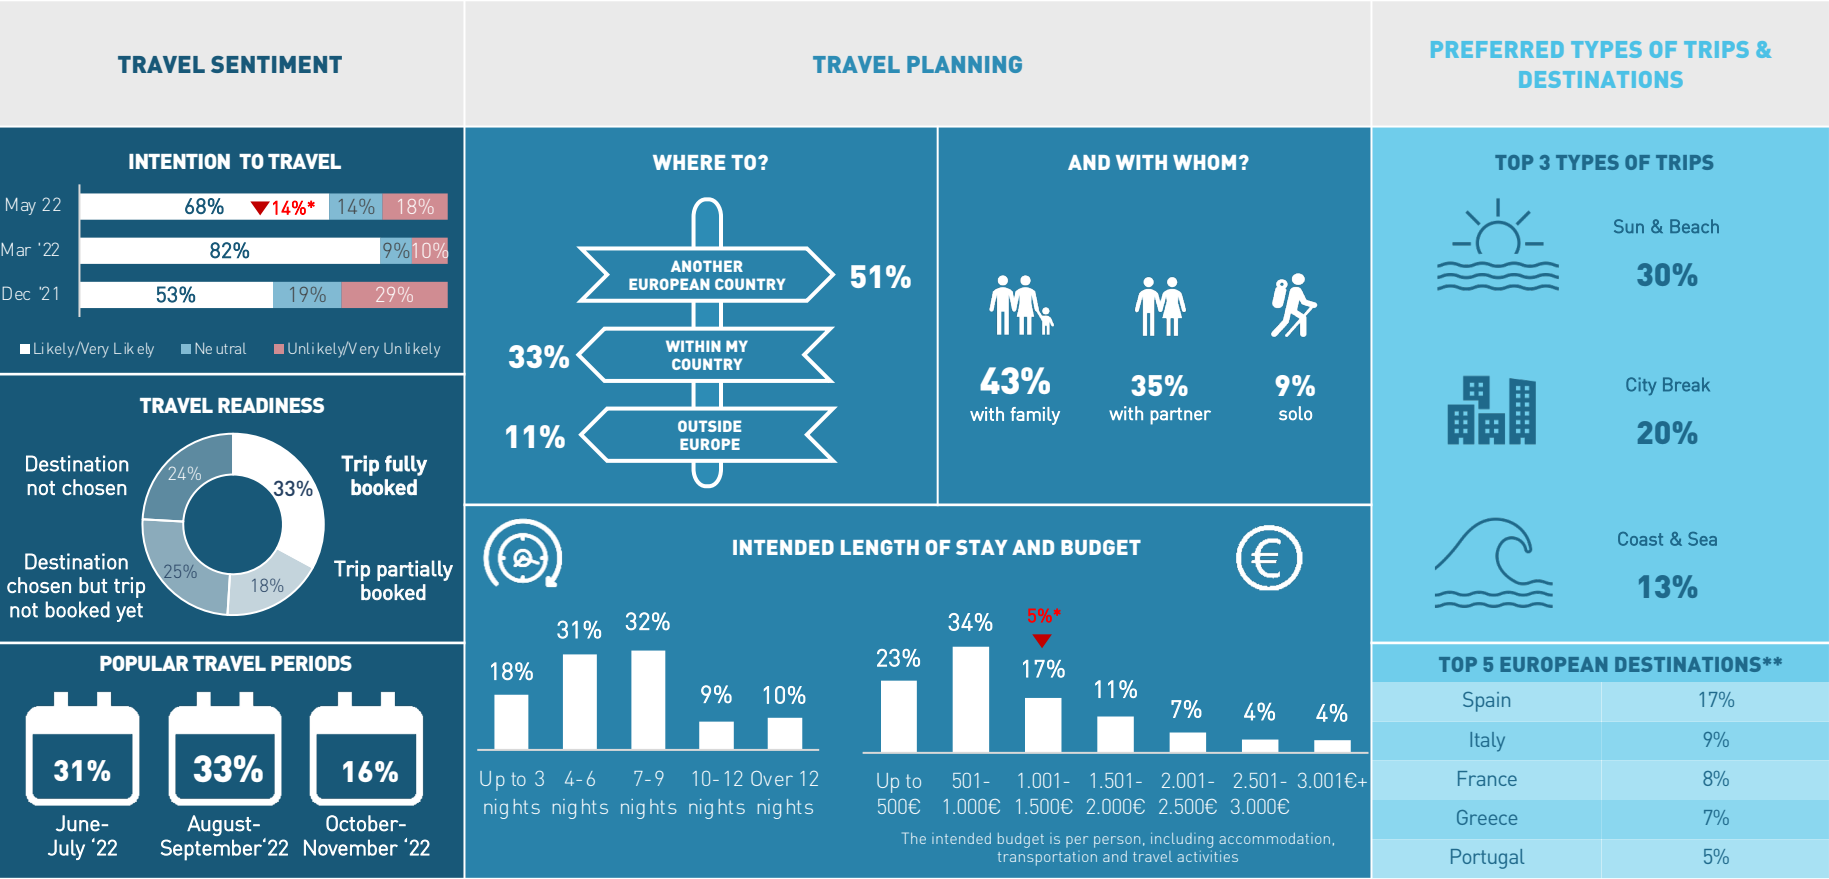 TRAVEL SENTIMENT
TRAVEL PLANNING
PREFERRED TYPES OF TRIPS &
DESTINATIONS
INTENTION TO TRAVEL
May 22
68%
14%*
14%
18%
Mar '22
82%
9%
10%
Dec '21
53%
19%
29%
Likely/Very Likely
Neutral
Unlikely/Very Unlikely
TRAVEL READINESS
Destination
not chosen
24%
33%
Trip fully
booked
Destination
chosen but trip
not booked yet
25%
18%
Trip partially
booked
POPULAR TRAVEL PERIODS
31%
33%
16%
June-
July ‘22
August-
September‘22
October-
November ‘22
WHERE TO?
ANOTHER
EUROPEAN COUNTRY
51%
33%
WITHIN MY
COUNTRY
11%
OUTSIDE
EUROPE
AND WITH WHOM?
43%
with family
35%
with partner
9%
solo
INTENDED LENGTH OF STAY AND BUDGET
€
18%
31%
32%
9%
10%
Up to 3
nights
4-6
nights
7-9
nights
10-12
nights
Over 12
nights
23%
34%
5%*
17%
11%
7%
4%
4%
Up to
500€
501-
1.000€
1.001-
1.500€
1.501-
2.000€
2.001-
2.500€
2.501-
3.000€
3.001€+
The intended budget is per person, including accommodation,
transportation and travel activities
TOP 3 TYPES OF TRIPS
Sun & Beach
30%
City Break
20%
Coast & Sea
13%
TOP 5 EUROPEAN DESTINATIONS**
Spain 17%
Italy 9%
France 8%
Greece 7%
Portugal 5%